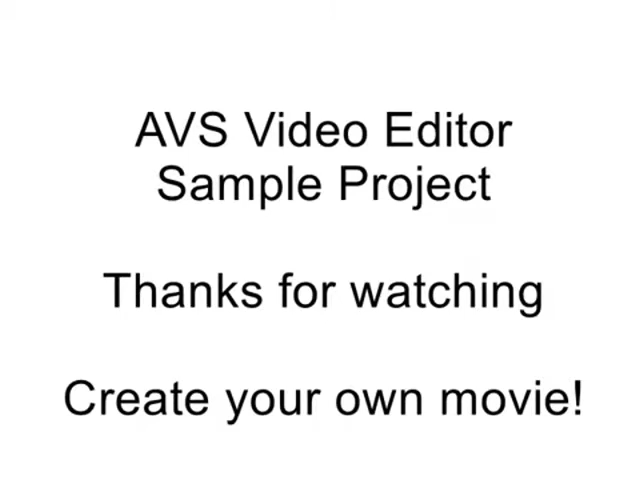 AVS Video Editor
Sample Project
Thanks for watching
Create your own movie!